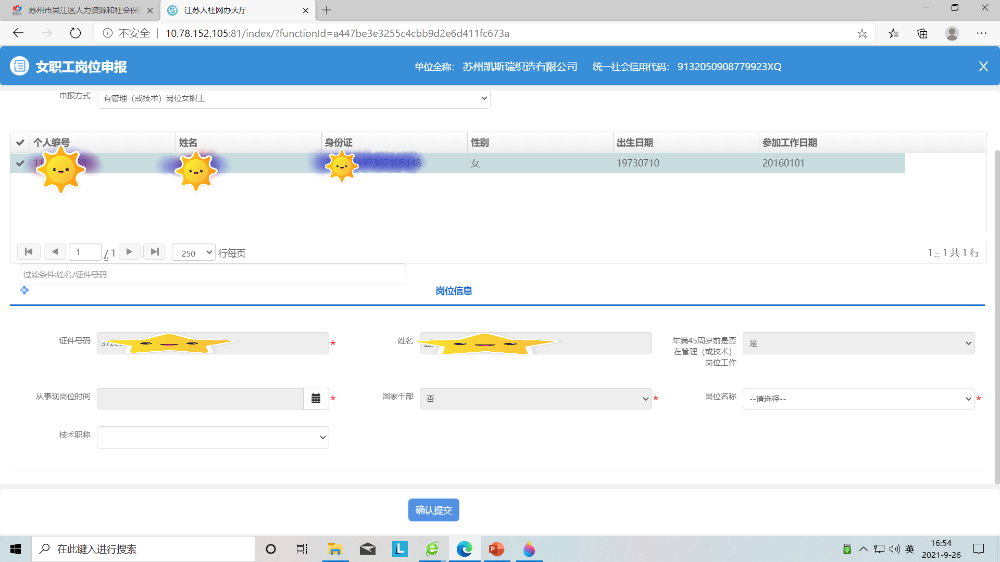 苏州市吴江区人力资源和社会保
江苏人社网办大厅
不安全 | 10.78.152.105:81/index/?functionId=a447be3e3255c4cbb9d2e6d411fc673a
女职工岗位申报 单位全称: 苏州凯斯瑞织造有限公司 统一社会信用代码: 9132050908779923XQ X
申报方式 有管理（或技术）岗位女职工
个人编号 姓名 身份证 性别 出生日期 参加工作日期
女 19730710 20160101
1 / 1 250 行每页 1 - 1 共 1 行
过滤条件:姓名/证件号码
岗位信息
证件号码 * 姓名 年满45周岁前是否 是
在管理（或技术）
岗位工作
从事现岗位时间 * 国家干部 否 * 岗位名称 --请选择-- *
技术职称
确认提交
在此键入进行搜索
英
16:54
2021-9-26